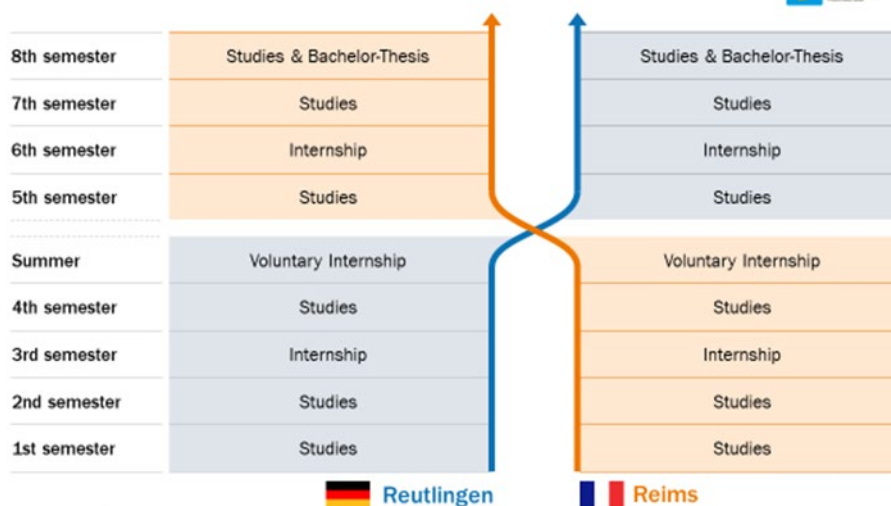 8th semester Studies & Bachelor-Thesis Studies & Bachelor-Thesis
7th semester Studies Studies
6th semester Internship Internship
5th semester Studies Studies
Summer Voluntary Internship Voluntary Internship
4th semester Studies Studies
3rd semester Internship Internship
2nd semester Studies Studies
1st semester Studies Studies
Reutlingen Reims